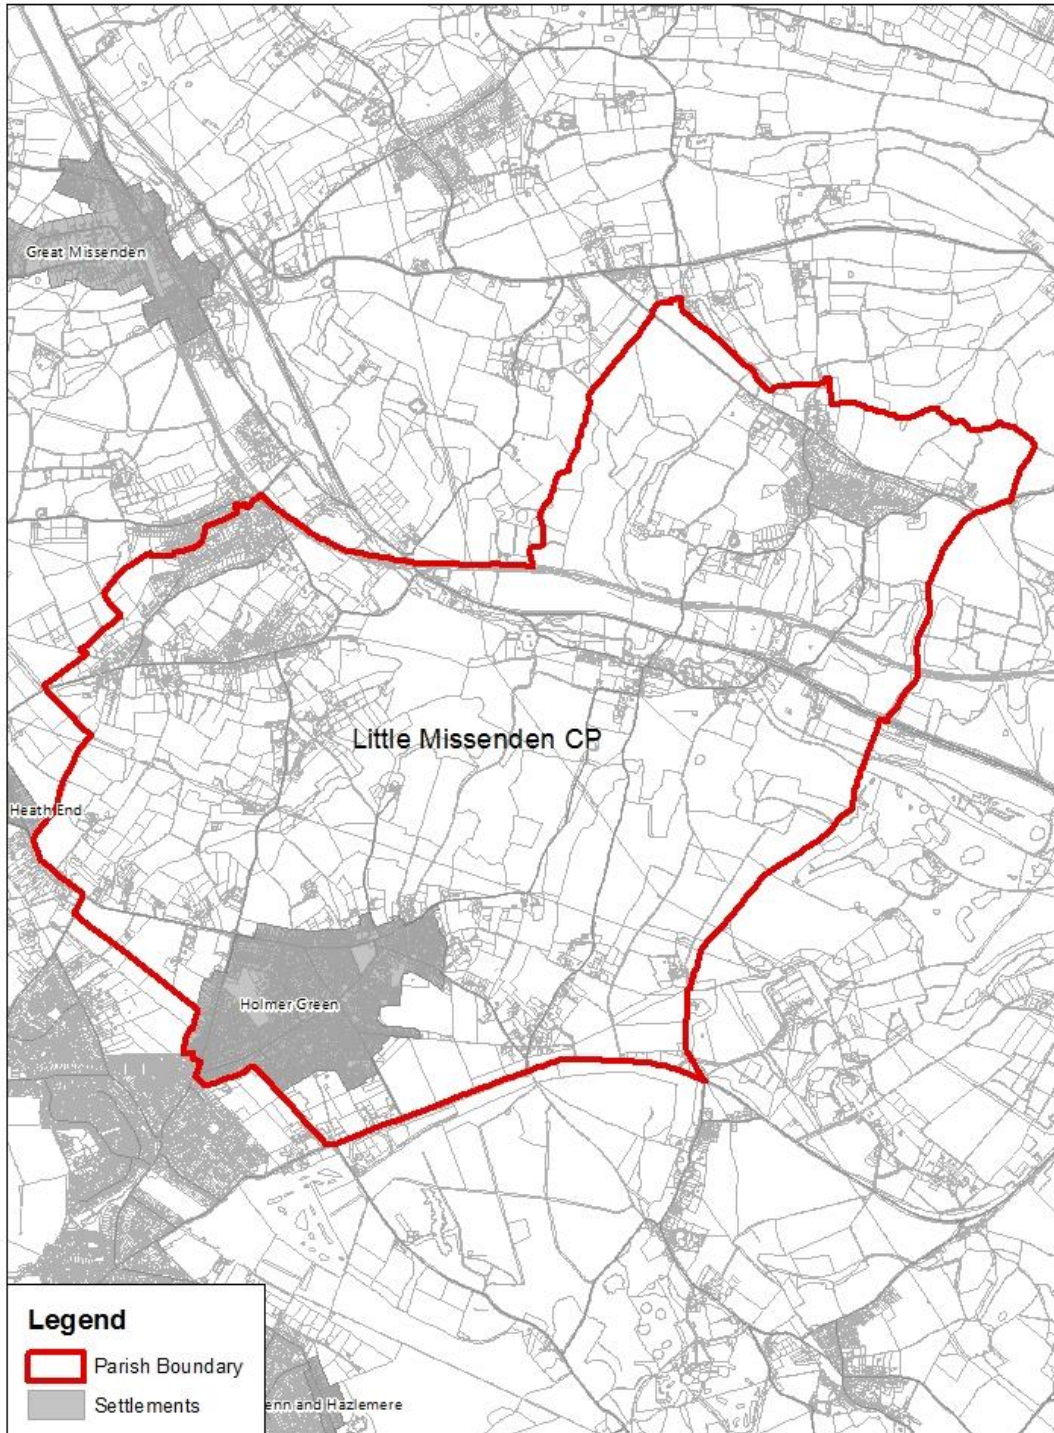 Great Missenden
Little Missenden CP
Heath End
Holmer Green
Legend
Parish Boundary
Settlements
enn and Hazlemere